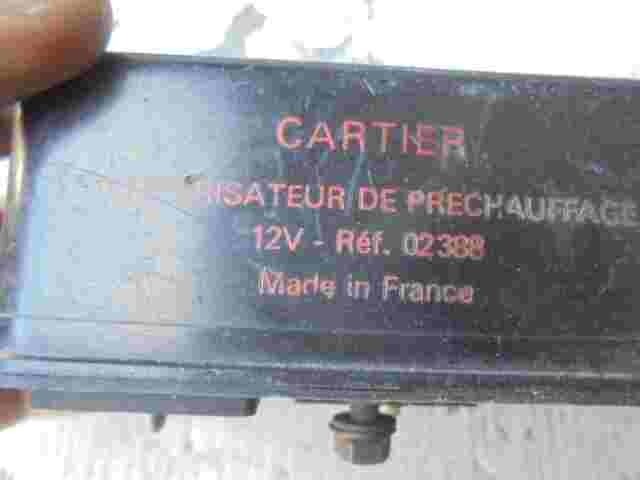 CARTIER
DE PRECHAUFFAGE
12V - Réf. 02388
Made in France